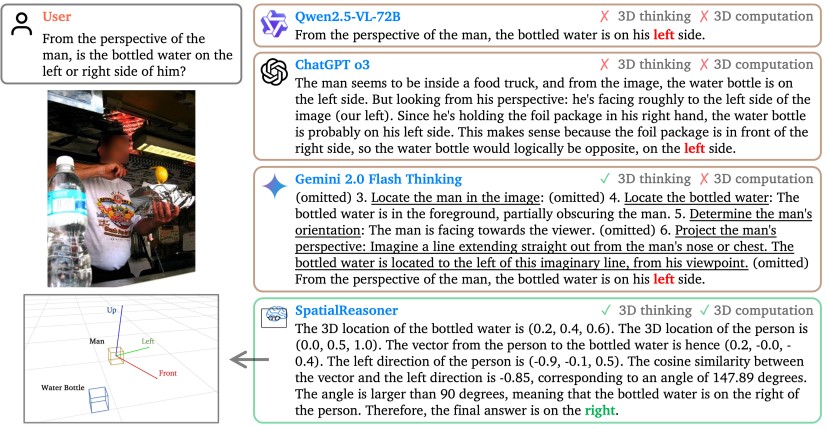 User
From the perspective of the
man, is the bottled water on the
left or right side of him?
Up
Man
Left
Front
Water Bottle
Qwen2.5-VL-72B
✗ 3D thinking ✗ 3D computation
From the perspective of the man, the bottled water is on his left side.
ChatGPT o3
✗ 3D thinking ✗ 3D computation
The man seems to be inside a food truck, and from the image, the water bottle is on
the left side. But looking from his perspective: he's facing roughly to the left side of the
image (our left). Since he's holding the foil package in his right hand, the water bottle
is probably on his left side. This makes sense because the foil package is in front of the
right side, so the water bottle would logically be opposite, on the left side.
Gemini 2.0 Flash Thinking
✓ 3D thinking ✗ 3D computation
(omitted) 3. Locate the man in the image: (omitted) 4. Locate the bottled water: The
bottled water is in the foreground, partially obscuring the man. 5. Determine the man's
orientation: The man is facing towards the viewer. (omitted) 6. Project the man's
perspective: Imagine a line extending straight out from the man's nose or chest. The
bottled water is located to the left of this imaginary line, from his viewpoint. (omitted)
From the perspective of the man, the bottled water is on his left side.
SpatialReasoner
✓ 3D thinking ✓ 3D computation
The 3D location of the bottled water is (0.2, 0.4, 0.6). The 3D location of the person is
(0.0, 0.5, 1.0). The vector from the person to the bottled water is hence (0.2, -0.0, -
0.4). The left direction of the person is (-0.9, -0.1, 0.5). The cosine similarity between
the vector and the left direction is -0.85, corresponding to an angle of 147.89 degrees.
The angle is larger than 90 degrees, meaning that the bottled water is on the right of
the person. Therefore, the final answer is on the right.